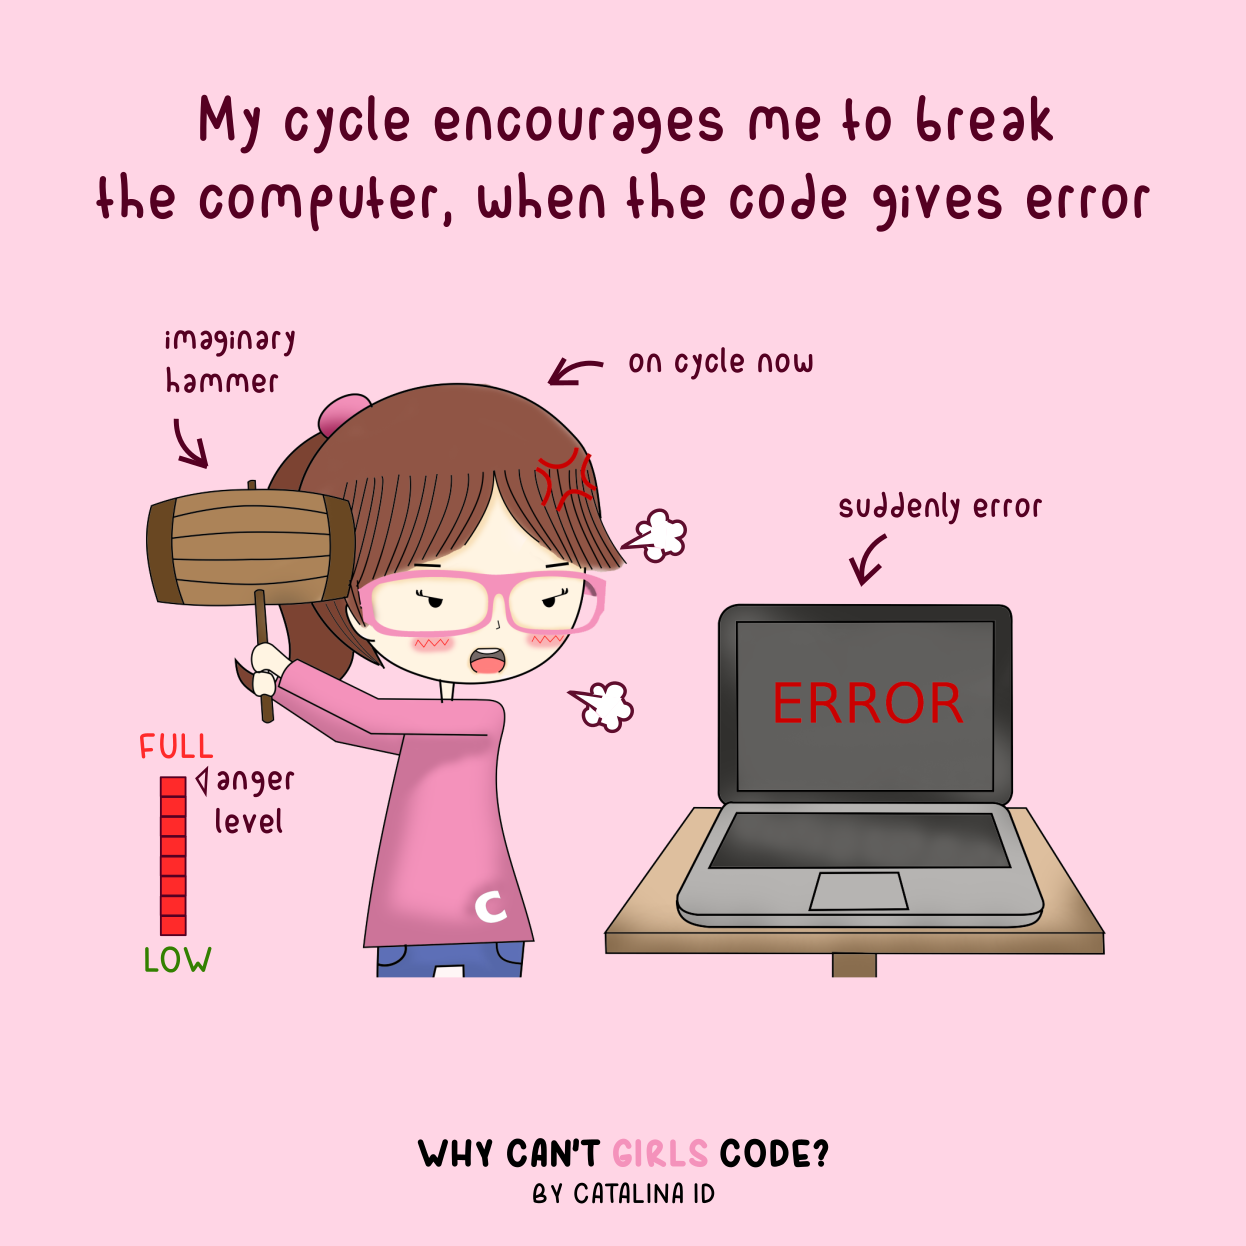 My cycle encourages me to break
the computer, when the code gives error
imaginary
hammer
on cycle now
suddenly error
ERROR
FULL
anger
level
LOW
C
WHY CAN'T GIRLS CODE?
BY CATALINA ID